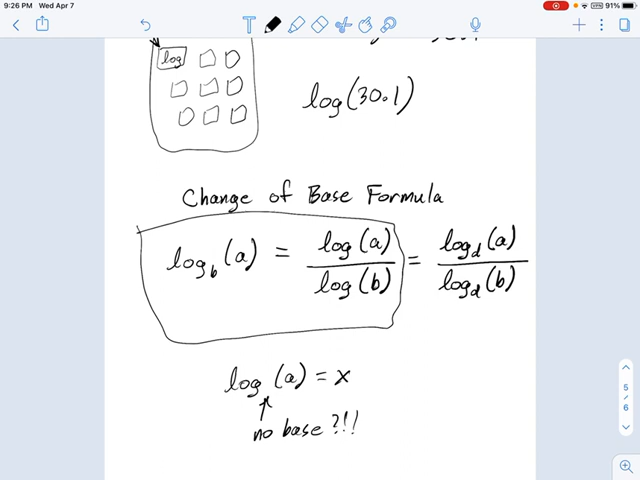 9:26 PM Wed Apr 7
91%
log
log(30.1)
Change of Base Formula
log_b(a) = log(a)/log(b) = log_d(a)/log_d(b)
log(a) = x
no base ?!!
5/6